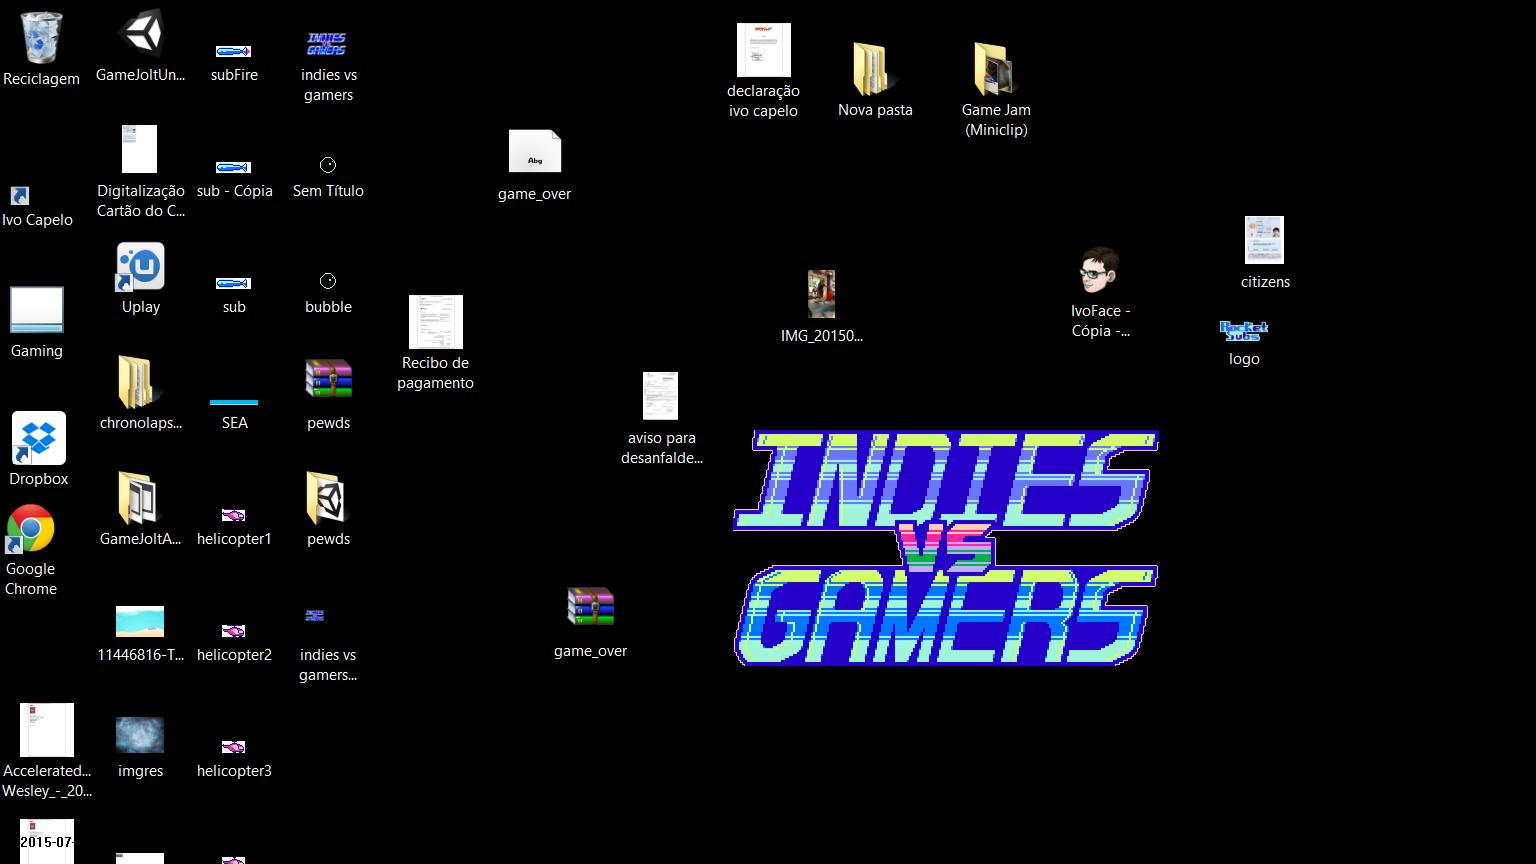 Reciclagem
GameJoltUn...
subFire
indies vs
gamers
declaração
ivo capelo
Nova pasta
Game Jam
(Miniclip)
Ivo Capelo
Digitalização
Cartão do C...
sub - Cópia
Sem Título
Abg
game_over
Gaming
Uplay
sub
bubble
Recibo de
pagamento
IMG_20150...
IvoFace -
Cópia -...
citizens
Rocket
Subs
logo
Dropbox
chronolaps...
SEA
pewds
aviso para
desanfalde...
Google
Chrome
GameJoltA...
helicopter1
pewds
INDIES
VS
GAMERS
11446816-T...
helicopter2
indies vs
gamers...
game_over
Accelerated...
Wesley_-_20...
imgres
helicopter3
2015-07-